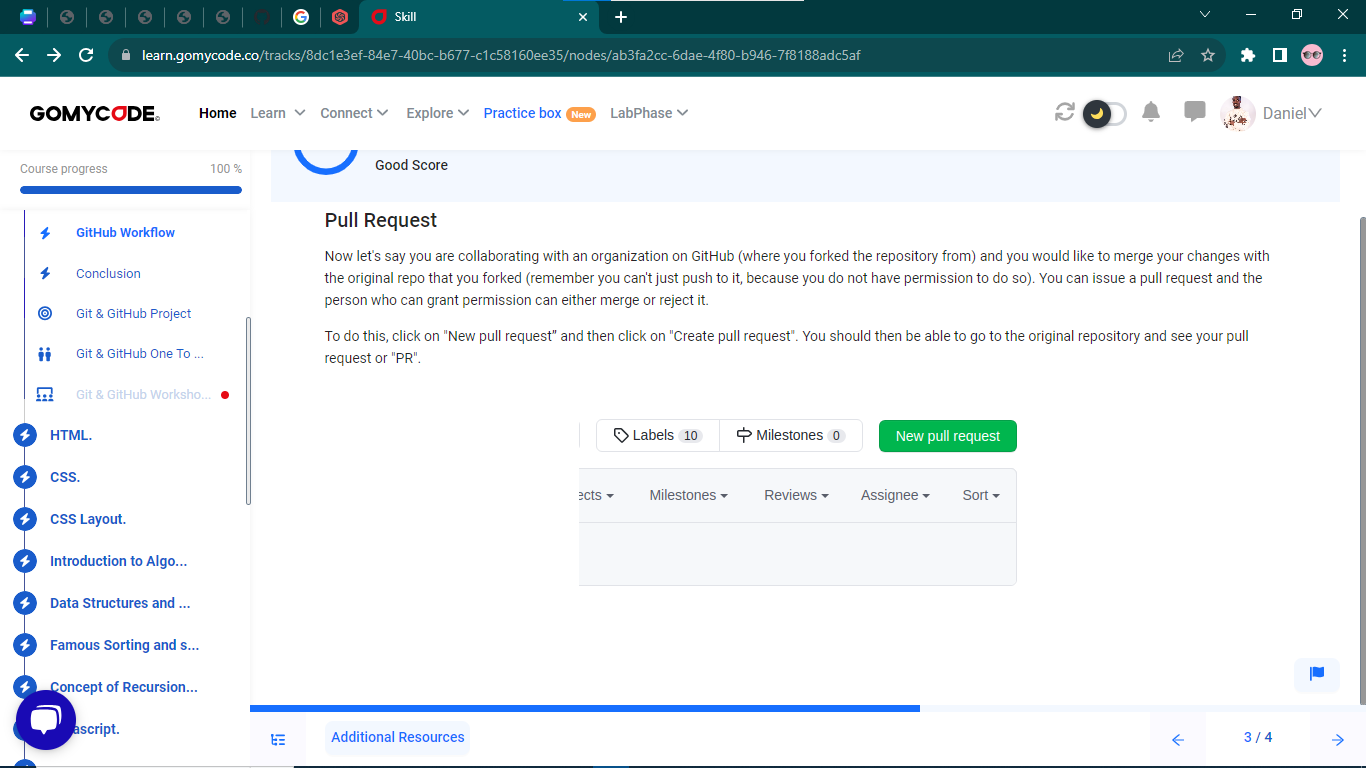 Skill
learn.gomycode.co/tracks/8dc1e3ef-84e7-40bc-b677-c1c58160ee35/nodes/ab3fa2cc-6dae-4f80-b946-7f8188adc5af
GOMYCODE
Home Learn Connect Explore Practice box New LabPhase Daniel
Course progress 100 %
GitHub Workflow
Conclusion
Git & GitHub Project
Git & GitHub One To ...
Git & GitHub Worksho...
HTML.
CSS.
CSS Layout.
Introduction to Algo...
Data Structures and ...
Famous Sorting and s...
Concept of Recursion...
ascript.
Good Score
Pull Request
Now let's say you are collaborating with an organization on GitHub (where you forked the repository from) and you would like to merge your changes with
the original repo that you forked (remember you can't just push to it, because you do not have permission to do so). You can issue a pull request and the
person who can grant permission can either merge or reject it.
To do this, click on "New pull request” and then click on "Create pull request". You should then be able to go to the original repository and see your pull
request or "PR".
Labels 10 Milestones 0 New pull request
ects Milestones Reviews Assignee Sort
Additional Resources 3 / 4